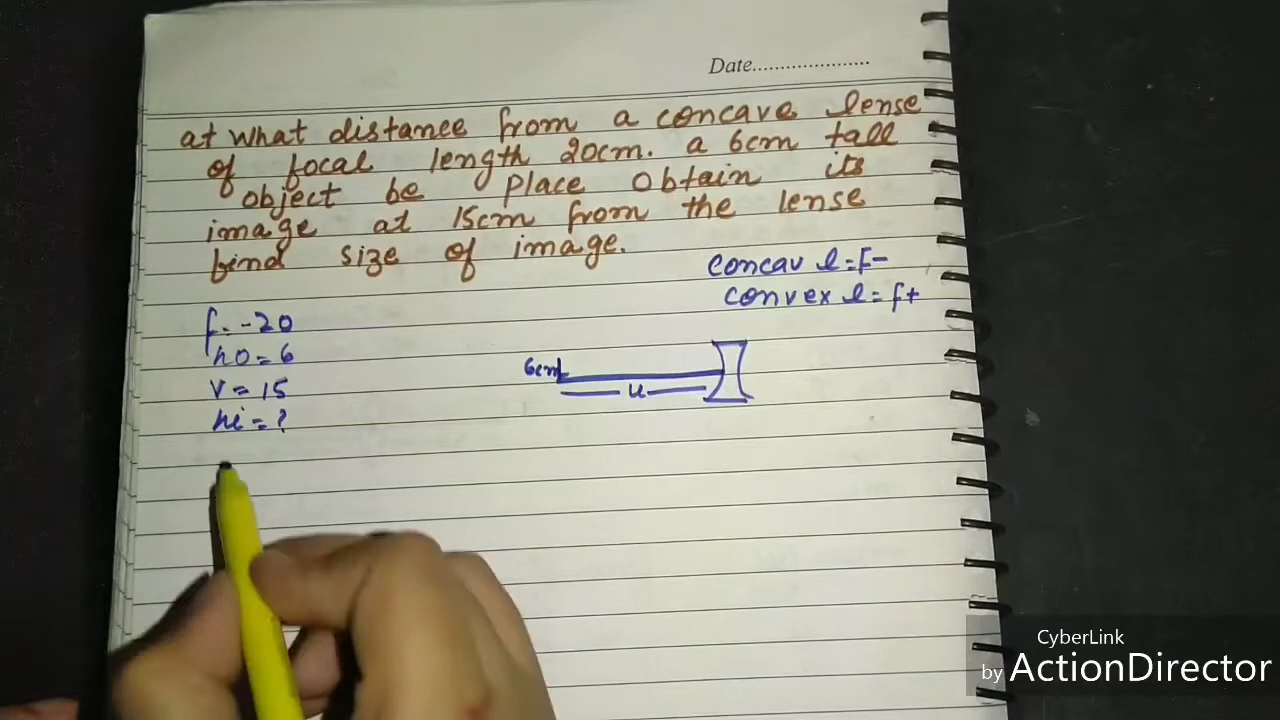 Date.....................
at what distance from a concave lense
of focal length 20cm. a 6cm tall
object be place obtain its
image at 15cm from the lense
find size of image.
concav l = F-
convex l = f+
f = -20
ho = 6
v = 15
hi = ?
6cm
u
CyberLink
by ActionDirector